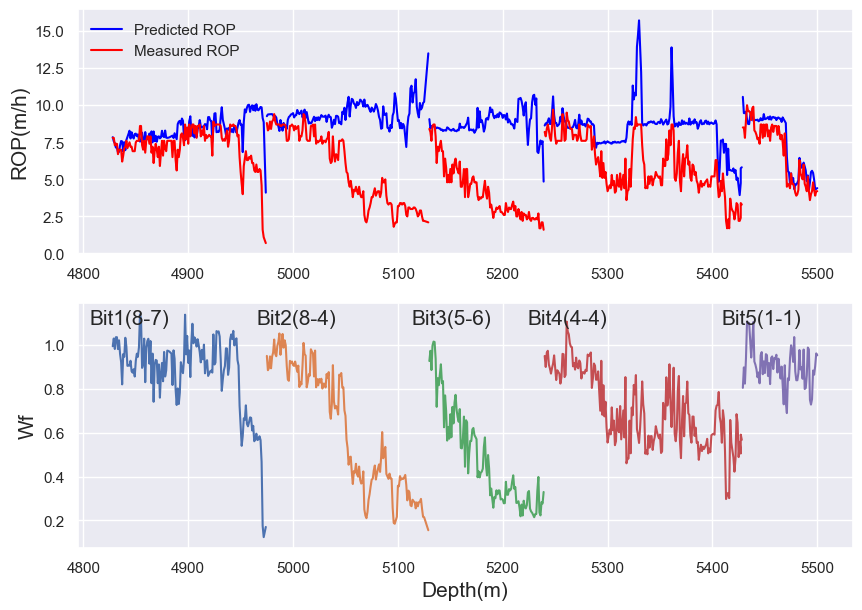 ROP(m/h)
15.0
12.5
10.0
7.5
5.0
2.5
0.0
Predicted ROP
Measured ROP
4800 4900 5000 5100 5200 5300 5400 5500
Wf
1.0
0.8
0.6
0.4
0.2
Bit1(8-7) Bit2(8-4) Bit3(5-6) Bit4(4-4) Bit5(1-1)
4800 4900 5000 5100 5200 5300 5400 5500
Depth(m)